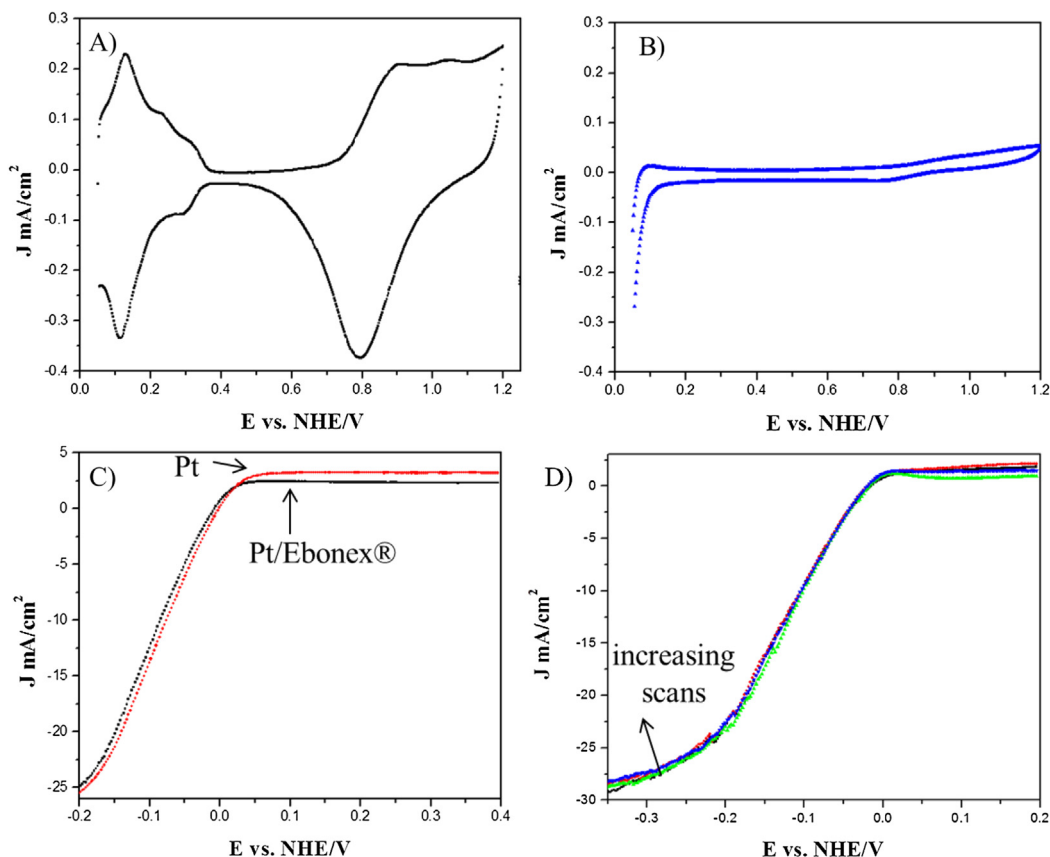 A)
0.3
0.2
0.1
0.0
-0.1
-0.2
-0.3
-0.4
J mA/cm²
0.0 0.2 0.4 0.6 0.8 1.0 1.2
E vs. NHE/V
B)
0.3
0.2
0.1
0.0
-0.1
-0.2
-0.3
-0.4
J mA/cm²
0.0 0.2 0.4 0.6 0.8 1.0 1.2
E vs. NHE/V
C)
Pt
Pt/Ebonex®
5
0
-5
-10
-15
-20
-25
J mA/cm²
-0.2 -0.1 0.0 0.1 0.2 0.3 0.4
E vs. NHE/V
D)
increasing
scans
0
-5
-10
-15
-20
-25
-30
J mA/cm²
-0.3 -0.2 -0.1 0.0 0.1 0.2
E vs. NHE/V